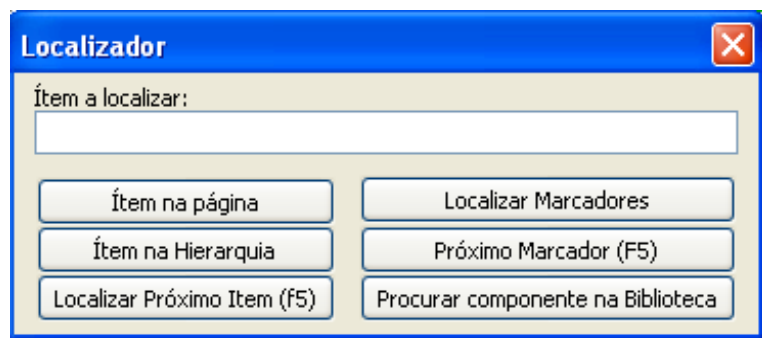 Localizador
Ítem a localizar:
Ítem na página
Localizar Marcadores
Ítem na Hierarquia
Próximo Marcador (F5)
Localizar Próximo Item (f5)
Procurar componente na Biblioteca